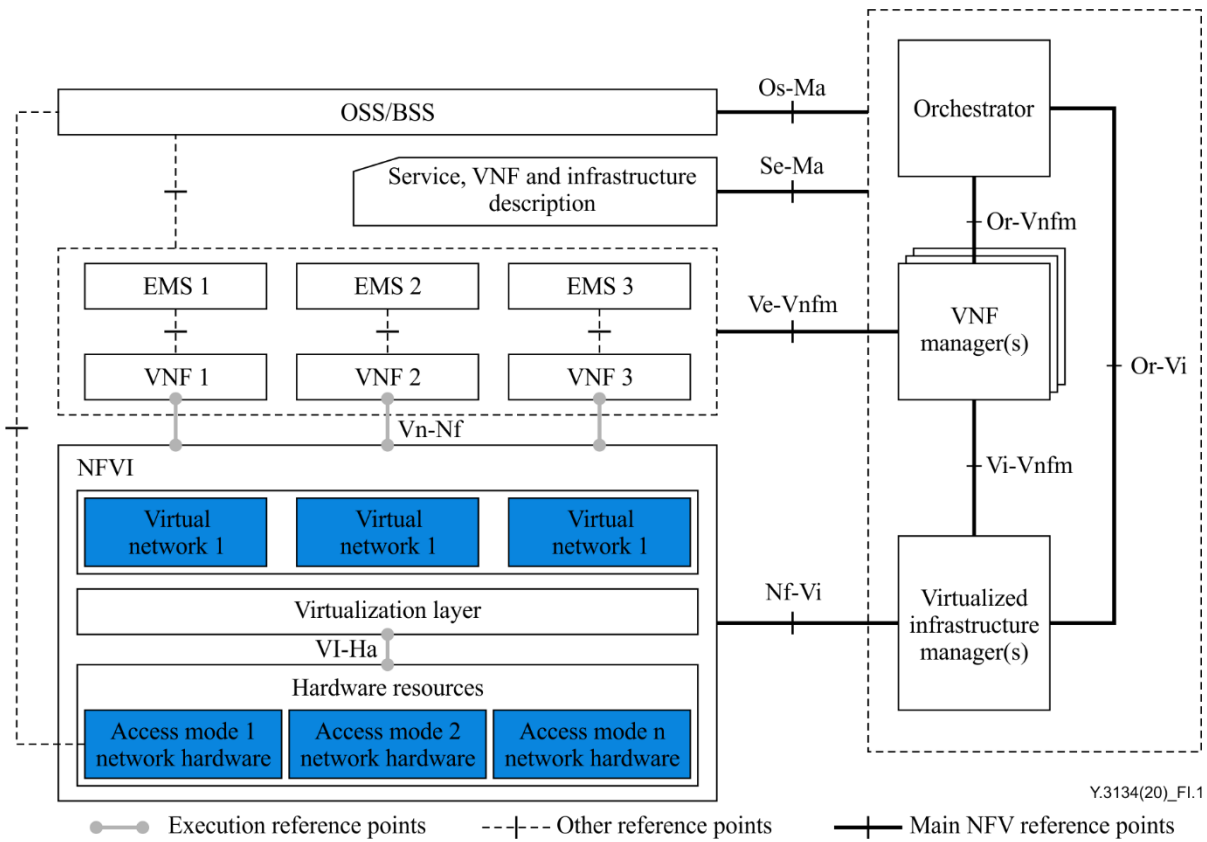 OSS/BSS
Os-Ma
Orchestrator
Service, VNF and infrastructure
description
Se-Ma
Or-Vnfm
EMS 1
EMS 2
EMS 3
Ve-Vnfm
VNF
manager(s)
VNF 1
VNF 2
VNF 3
Or-Vi
Vn-Nf
NFVI
Vi-Vnfm
Virtual
network 1
Virtual
network 1
Virtual
network 1
Virtualization layer
Nf-Vi
Virtualized
infrastructure
manager(s)
VI-Ha
Hardware resources
Access mode 1
network hardware
Access mode 2
network hardware
Access mode n
network hardware
Y.3134(20)_FI.1
Execution reference points
Other reference points
Main NFV reference points